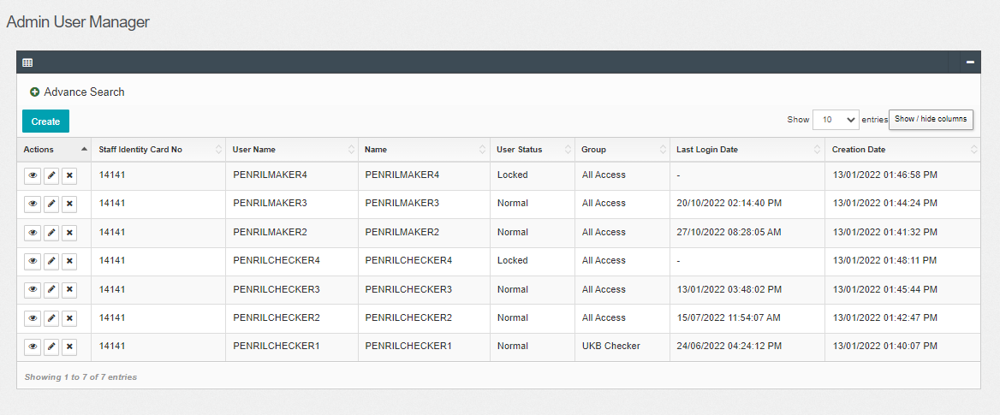 Admin User Manager
Advance Search
Create Show 10 entries Show / hide columns
Actions Staff Identity Card No User Name Name User Status Group Last Login Date Creation Date
14141 PENRILMAKER4 PENRILMAKER4 Locked All Access - 13/01/2022 01:46:58 PM
14141 PENRILMAKER3 PENRILMAKER3 Normal All Access 20/10/2022 02:14:40 PM 13/01/2022 01:44:24 PM
14141 PENRILMAKER2 PENRILMAKER2 Normal All Access 27/10/2022 08:28:05 AM 13/01/2022 01:41:32 PM
14141 PENRILCHECKER4 PENRILCHECKER4 Locked All Access - 13/01/2022 01:48:11 PM
14141 PENRILCHECKER3 PENRILCHECKER3 Normal All Access 13/01/2022 03:48:02 PM 13/01/2022 01:45:44 PM
14141 PENRILCHECKER2 PENRILCHECKER2 Normal All Access 15/07/2022 11:54:07 AM 13/01/2022 01:42:47 PM
14141 PENRILCHECKER1 PENRILCHECKER1 Normal UKB Checker 24/06/2022 04:24:12 PM 13/01/2022 01:40:07 PM
Showing 1 to 7 of 7 entries